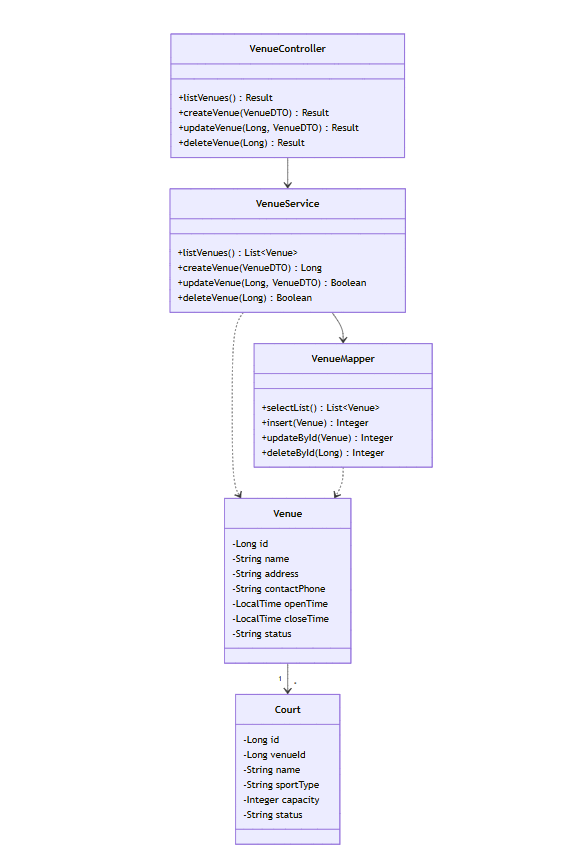 VenueController
+listVenues() : Result
+createVenue(VenueDTO) : Result
+updateVenue(Long, VenueDTO) : Result
+deleteVenue(Long) : Result
VenueService
+listVenues() : List<Venue>
+createVenue(VenueDTO) : Long
+updateVenue(Long, VenueDTO) : Boolean
+deleteVenue(Long) : Boolean
VenueMapper
+selectList() : List<Venue>
+insert(Venue) : Integer
+updateById(Venue) : Integer
+deleteById(Long) : Integer
Venue
-Long id
-String name
-String address
-String contactPhone
-LocalTime openTime
-LocalTime closeTime
-String status
1 *
Court
-Long id
-Long venueId
-String name
-String sportType
-Integer capacity
-String status